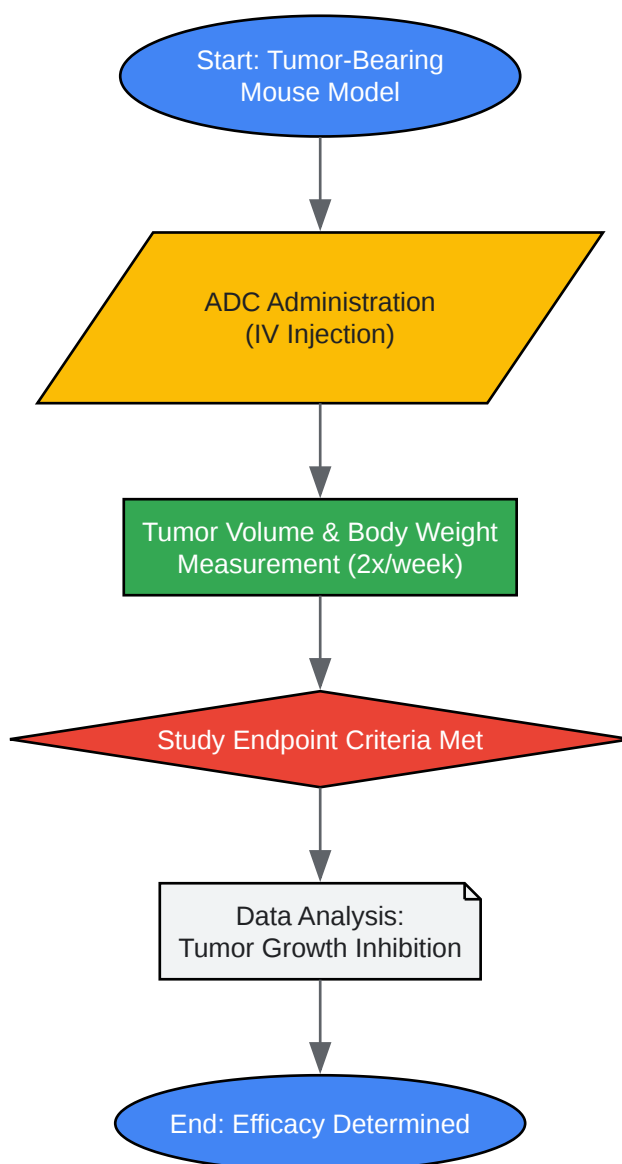 Start: Tumor-Bearing
Mouse Model
ADC Administration
(IV Injection)
Tumor Volume & Body Weight
Measurement (2x/week)
Study Endpoint Criteria Met
Data Analysis:
Tumor Growth Inhibition
End: Efficacy Determined